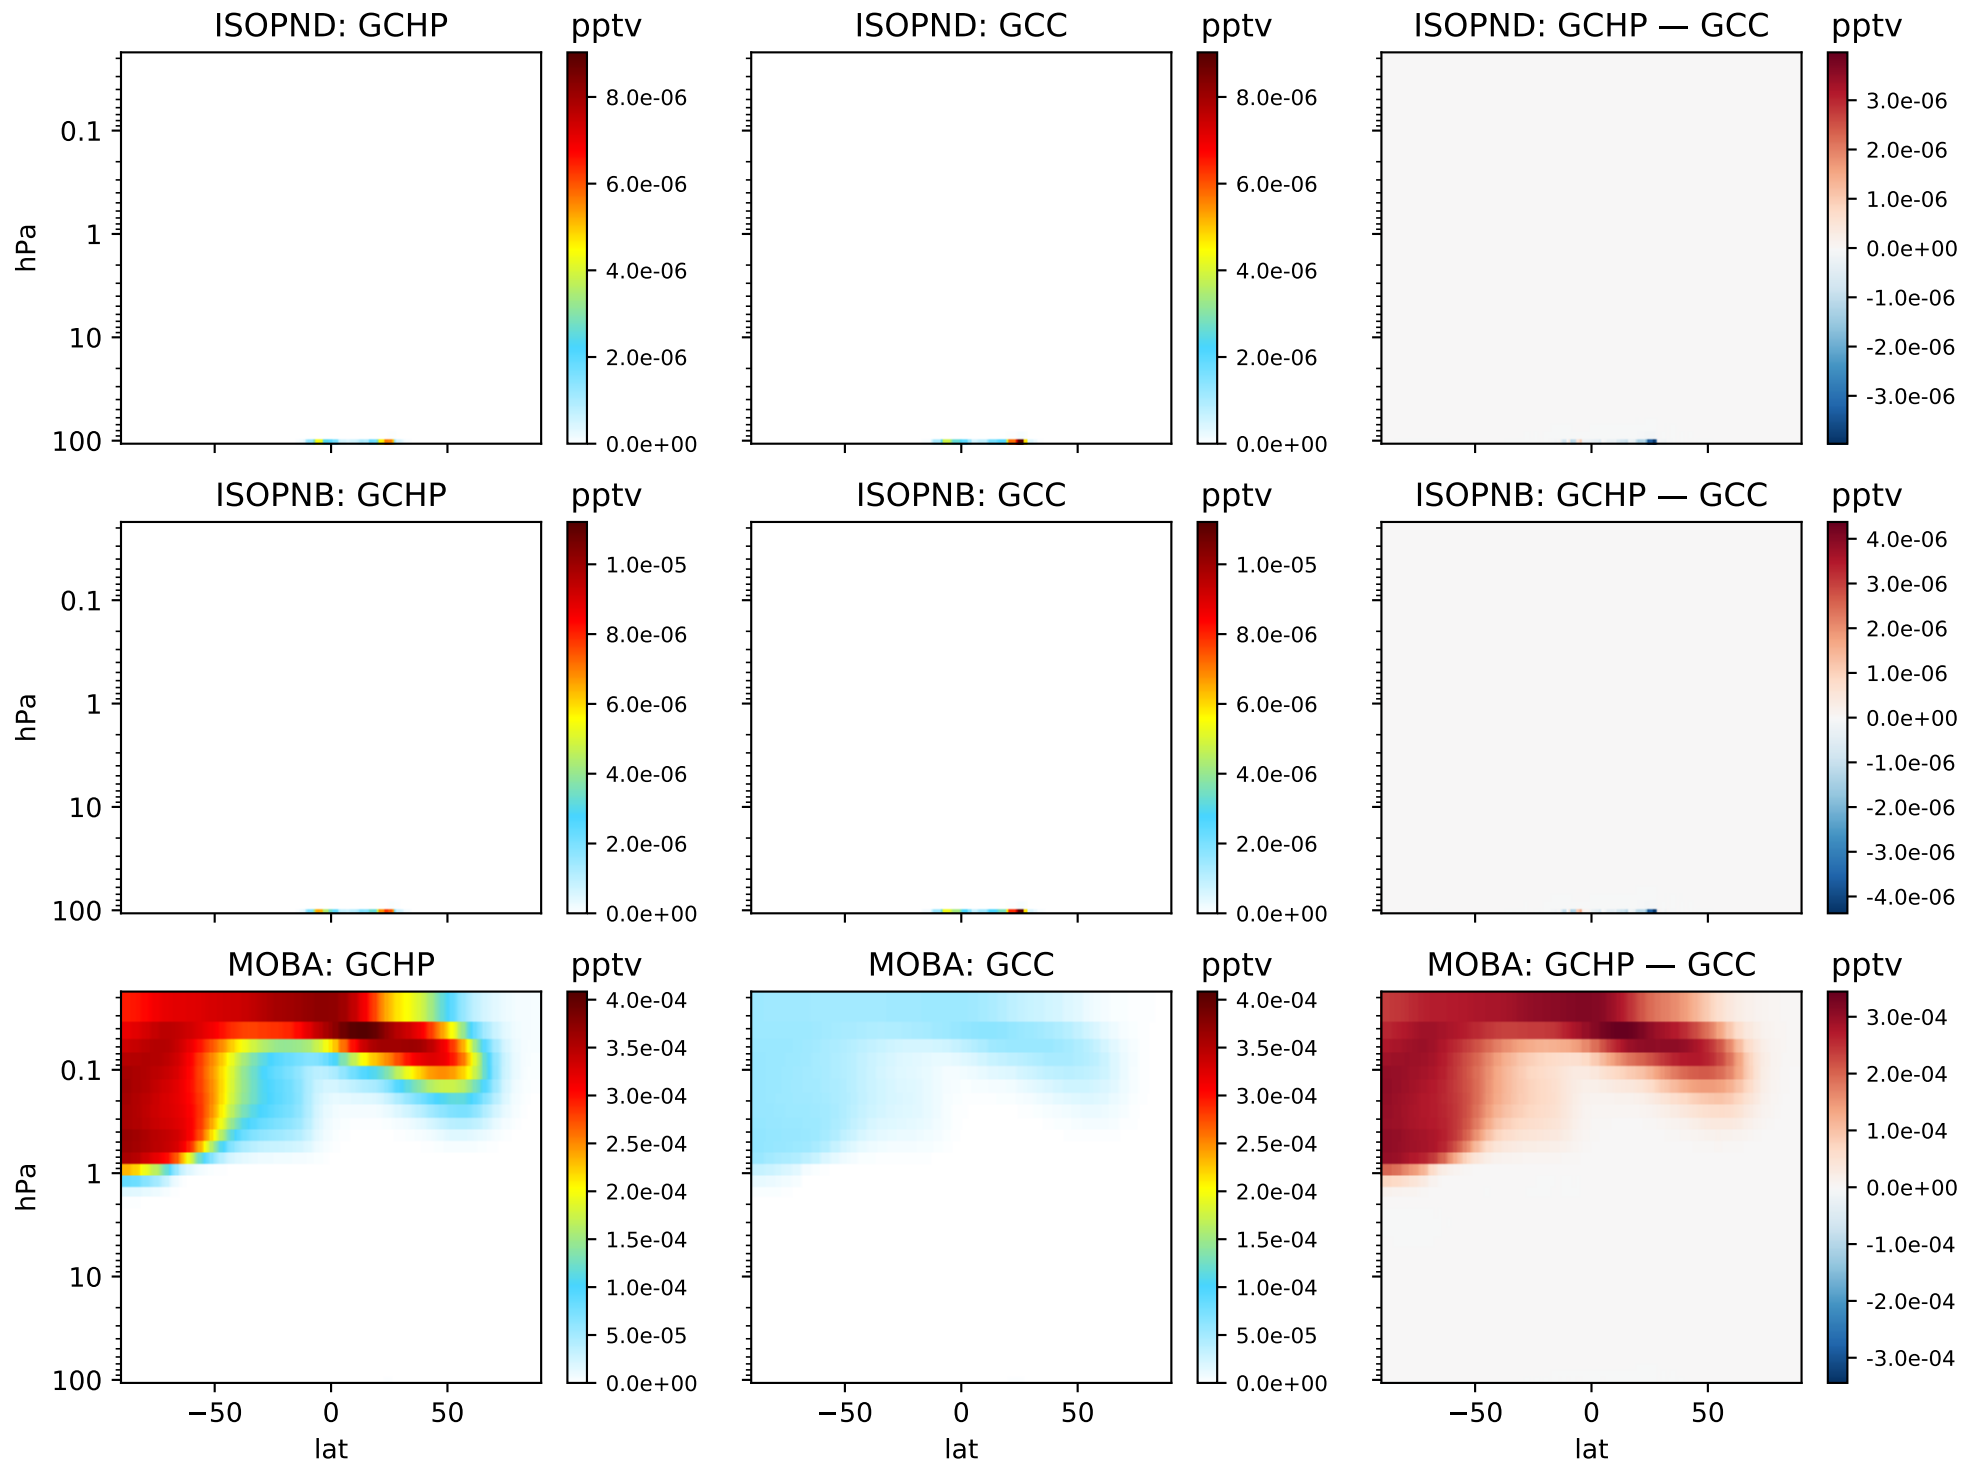 ISOPND: GCHP pptv ISOPND: GCC pptv ISOPND: GCHP — GCC pptv
8.0e-06 8.0e-06 3.0e-06
0.1 2.0e-06
6.0e-06 6.0e-06
1.0e-06
hPa 1 4.0e-06 4.0e-06 0.0e+00
-1.0e-06
10 2.0e-06 2.0e-06 -2.0e-06
-3.0e-06
100 0.0e+00 0.0e+00
ISOPNB: GCHP pptv ISOPNB: GCC pptv ISOPNB: GCHP — GCC pptv
4.0e-06
1.0e-05 1.0e-05
0.1 3.0e-06
8.0e-06 8.0e-06 2.0e-06
1.0e-06
hPa 1 6.0e-06 6.0e-06 0.0e+00
4.0e-06 4.0e-06 -1.0e-06
10 -2.0e-06
2.0e-06 2.0e-06 -3.0e-06
-4.0e-06
100 0.0e+00 0.0e+00
MOBA: GCHP pptv MOBA: GCC pptv MOBA: GCHP — GCC pptv
4.0e-04 4.0e-04
3.0e-04
3.5e-04 3.5e-04
0.1 3.0e-04 3.0e-04 2.0e-04
2.5e-04 2.5e-04 1.0e-04
hPa 1 2.0e-04 2.0e-04 0.0e+00
1.5e-04 1.5e-04 -1.0e-04
10 1.0e-04 1.0e-04
-2.0e-04
5.0e-05 5.0e-05
-3.0e-04
100 0.0e+00 0.0e+00
−50 0 50 −50 0 50 −50 0 50
lat lat lat